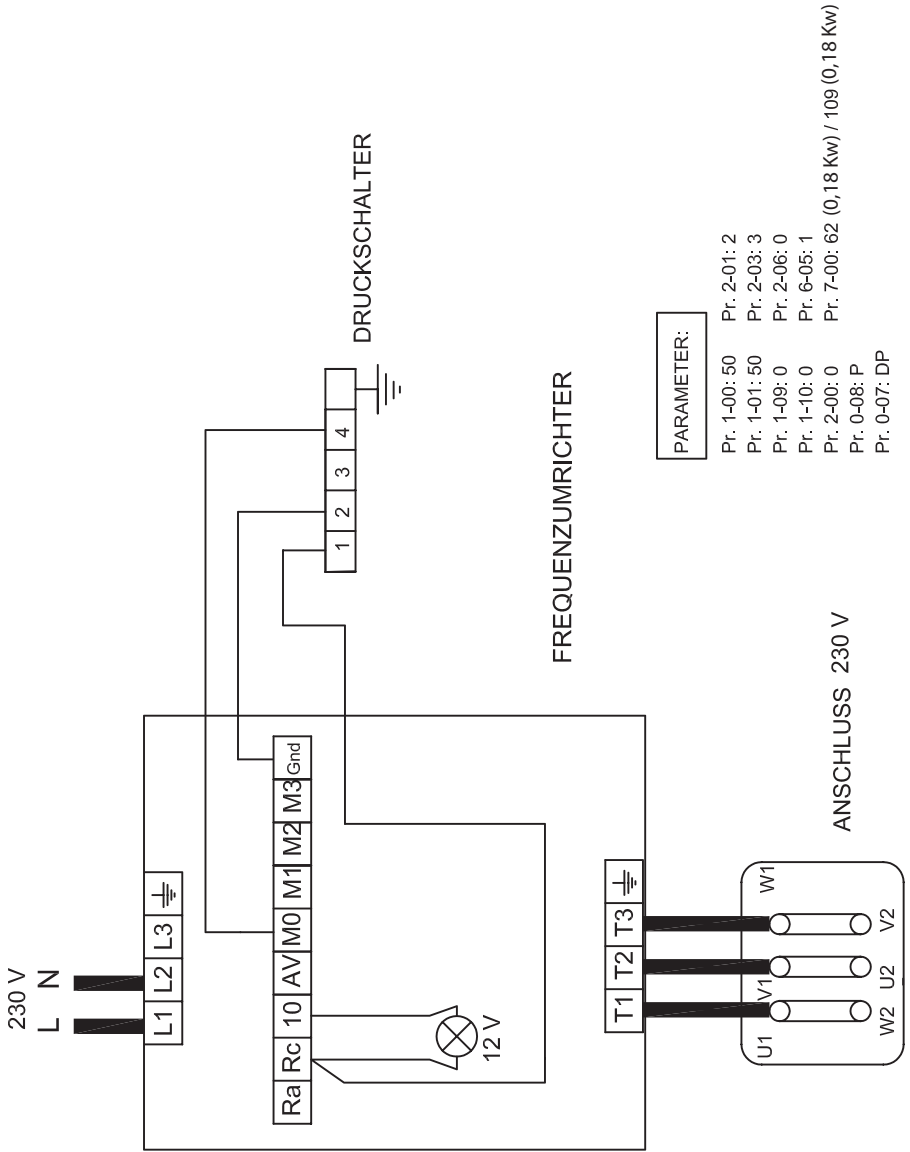 230 V
L N
L1 L2 L3
Ra Rc 10 AV M0 M1 M2 M3 Gnd
12 V
1 2 3 4
DRUCKSCHALTER
FREQUENZUMRICHTER
T1 T2 T3
U1 V1 W1
W2 U2 V2
ANSCHLUSS 230 V
PARAMETER:
Pr. 1-00: 50 Pr. 2-01: 2
Pr. 1-01: 50 Pr. 2-03: 3
Pr. 1-09: 0 Pr. 2-06: 0
Pr. 1-10: 0 Pr. 6-05: 1
Pr. 2-00: 0 Pr. 7-00: 62 (0,18 Kw) / 109 (0,18 Kw)
Pr. 0-08: P
Pr. 0-07: DP